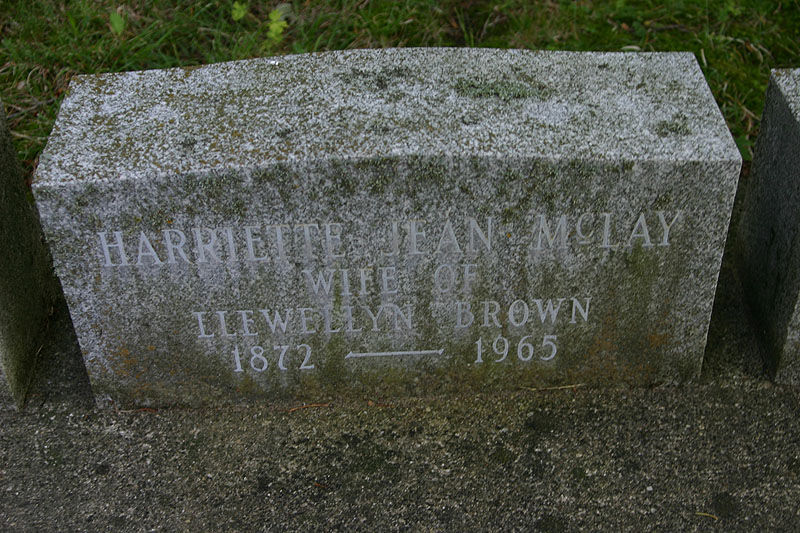 HARRIETTE JEAN McLAY
WIFE OF
LLEWELLYN BROWN
1872 — 1965